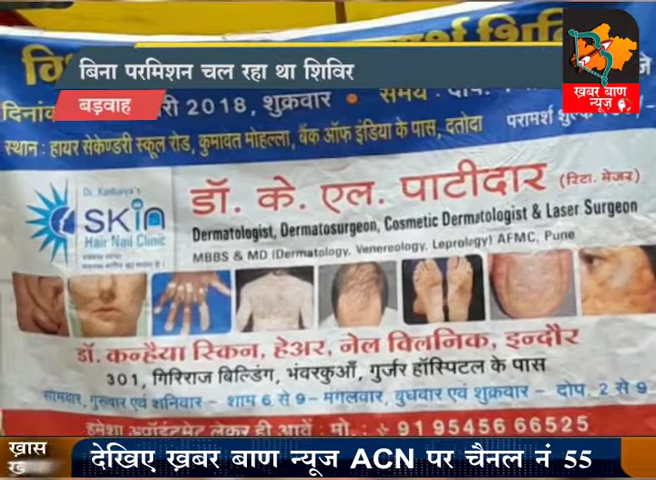 बिना परमिशन चल रहा था शिविर
बड़वाह
ख़बर बाण
न्यूज़
2018, शुक्रवार • समय : दोप.
स्थान : हायर सेकेण्डरी स्कूल रोड, कुमावत मोहल्ला, बैंक ऑफ इंडिया के पास, दतोदा
परामर्श
Dr. Kanhaiya's
SKIN
Hair Nail Clinic
डॉ. के. एल. पाटीदार (रिटा. मेजर)
Dermatologist, Dermatosurgeon, Cosmetic Dermatologist & Laser Surgeon
MBBS & MD (Dermatology, Venereology, Leprology) AFMC, Pune
डॉ. कन्हैया स्किन, हेअर, नेल क्लिनिक, इन्दौर
301, गिरिराज बिल्डिंग, भंवरकुआँ, गुर्जर हॉस्पिटल के पास
सोमवार, गुरुवार एवं शनिवार - शाम 6 से 9 - मंगलवार, बुधवार एवं शुक्रवार - दोप. 2 से 9
हमेशा अपॉइंटमेंट लेकर ही आवें : मो. : + 91 95456 66525
ख़ास
देखिए ख़बर बाण न्यूज ACN पर चैनल नं 55